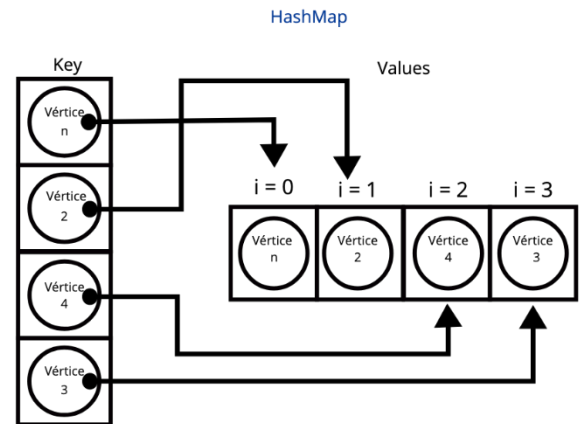 HashMap
Key
Values
Vértice
n
Vértice
2
Vértice
4
Vértice
3
i = 0
i = 1
i = 2
i = 3
Vértice
n
Vértice
2
Vértice
4
Vértice
3